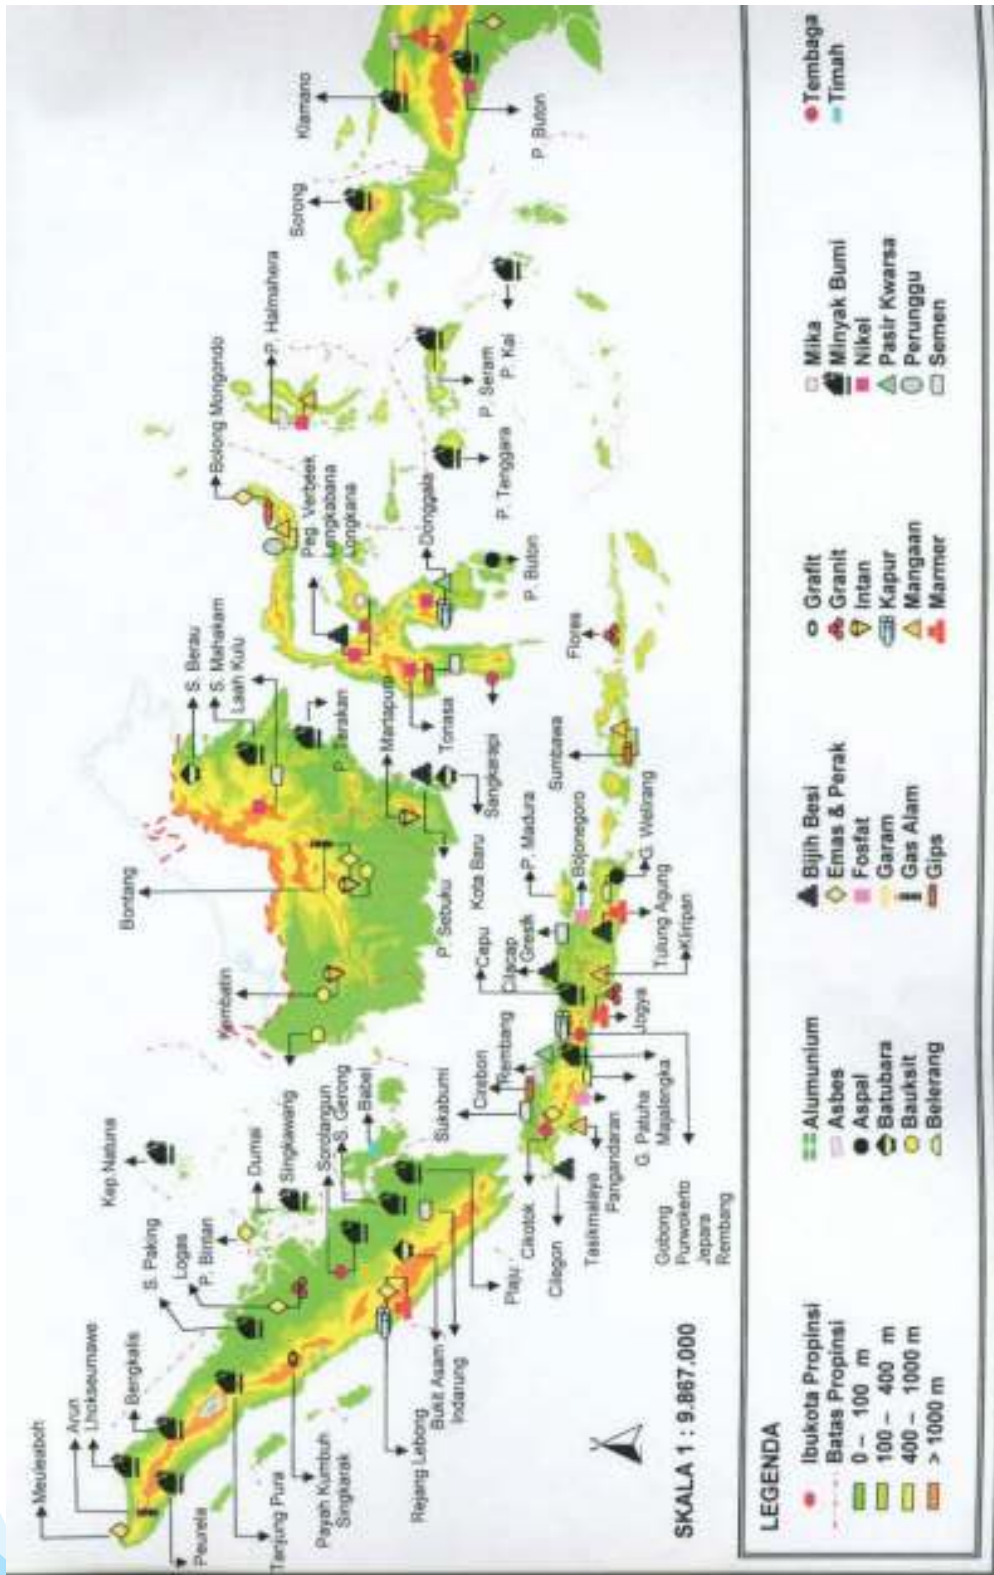 Meuleaboh
Arun
Lhokseumawe
Bengkalis
Peurela
Tanjung Pura
Payah Kumbuh
Singkarak
Rejang Lebong
Bukit Asam
Indarung
S. Paking
Logas
P. Bintan
Kep.Natuna
Dumai
Singkawang
Sorolangun
S. Gerong
Babel
Plaju
Cikotok
Cilegon
Tasikmalaya
Pangandaran
G. Patuha
Majalengka
Gobong
Purwokerto
Jepara
Rembang
Sukabumi
Cirebon
Rembang
Jogya
Kliripan
Tulung Agung
G. Welirang
Bojonegoro
P. Madura
Gresik
Cilacap
Cepu
Kembatin
Bontang
S. Berau
S. Mahakam
Laah Kulu
P. Tarakan
Martapura
P. Sebuku
Kota Baru
Sangkarapi
Tonasa
Sumbawa
Flores
Peg. Verbeek
Lengkabana
Longkana
Bolong Mongondo
Donggala
P. Buton
P. Halmahera
P. Tenggara
P. Seram
P. Kai
Sorong
Klamano
P. Buton
SKALA 1 : 9.867.000
LEGENDA
Ibukota Propinsi
Batas Propinsi
0 – 100 m
100 – 400 m
400 – 1000 m
> 1000 m
Alumunium
Asbes
Aspal
Batubara
Bauksit
Belerang
Bijih Besi
Emas & Perak
Fosfat
Garam
Gas Alam
Gips
Grafit
Granit
Intan
Kapur
Mangaan
Marmer
Mika
Minyak Bumi
Nikel
Pasir Kwarsa
Perunggu
Semen
Tembaga
Timah